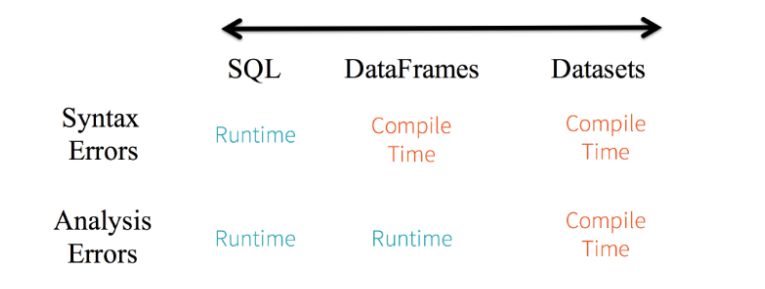 SQL DataFrames Datasets
Syntax
Errors
Runtime
Compile
Time
Compile
Time
Analysis
Errors
Runtime
Runtime
Compile
Time